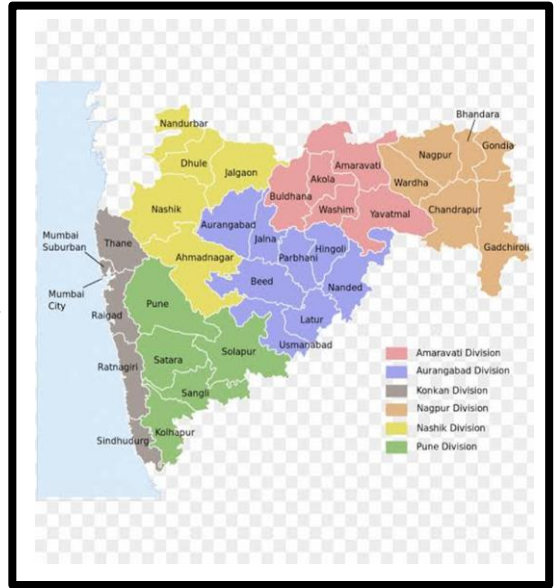 Nandurbar
Bhandara
Dhule
Jalgaon
Amaravati
Nagpur
Gondia
Akola
Wardha
Buldhana
Nashik
Washim
Yavatmal
Chandrapur
Aurangabad
Mumbai
Suburban
Thane
Jalna
Hingoli
Parbhani
Gadchiroli
Ahmadnagar
Beed
Nanded
Mumbai
City
Pune
Raigad
Latur
Usmanabad
Solapur
Satara
Ratnagiri
Sangli
Kolhapur
Sindhudurg
Amaravati Division
Aurangabad Division
Konkan Division
Nagpur Division
Nashik Division
Pune Division